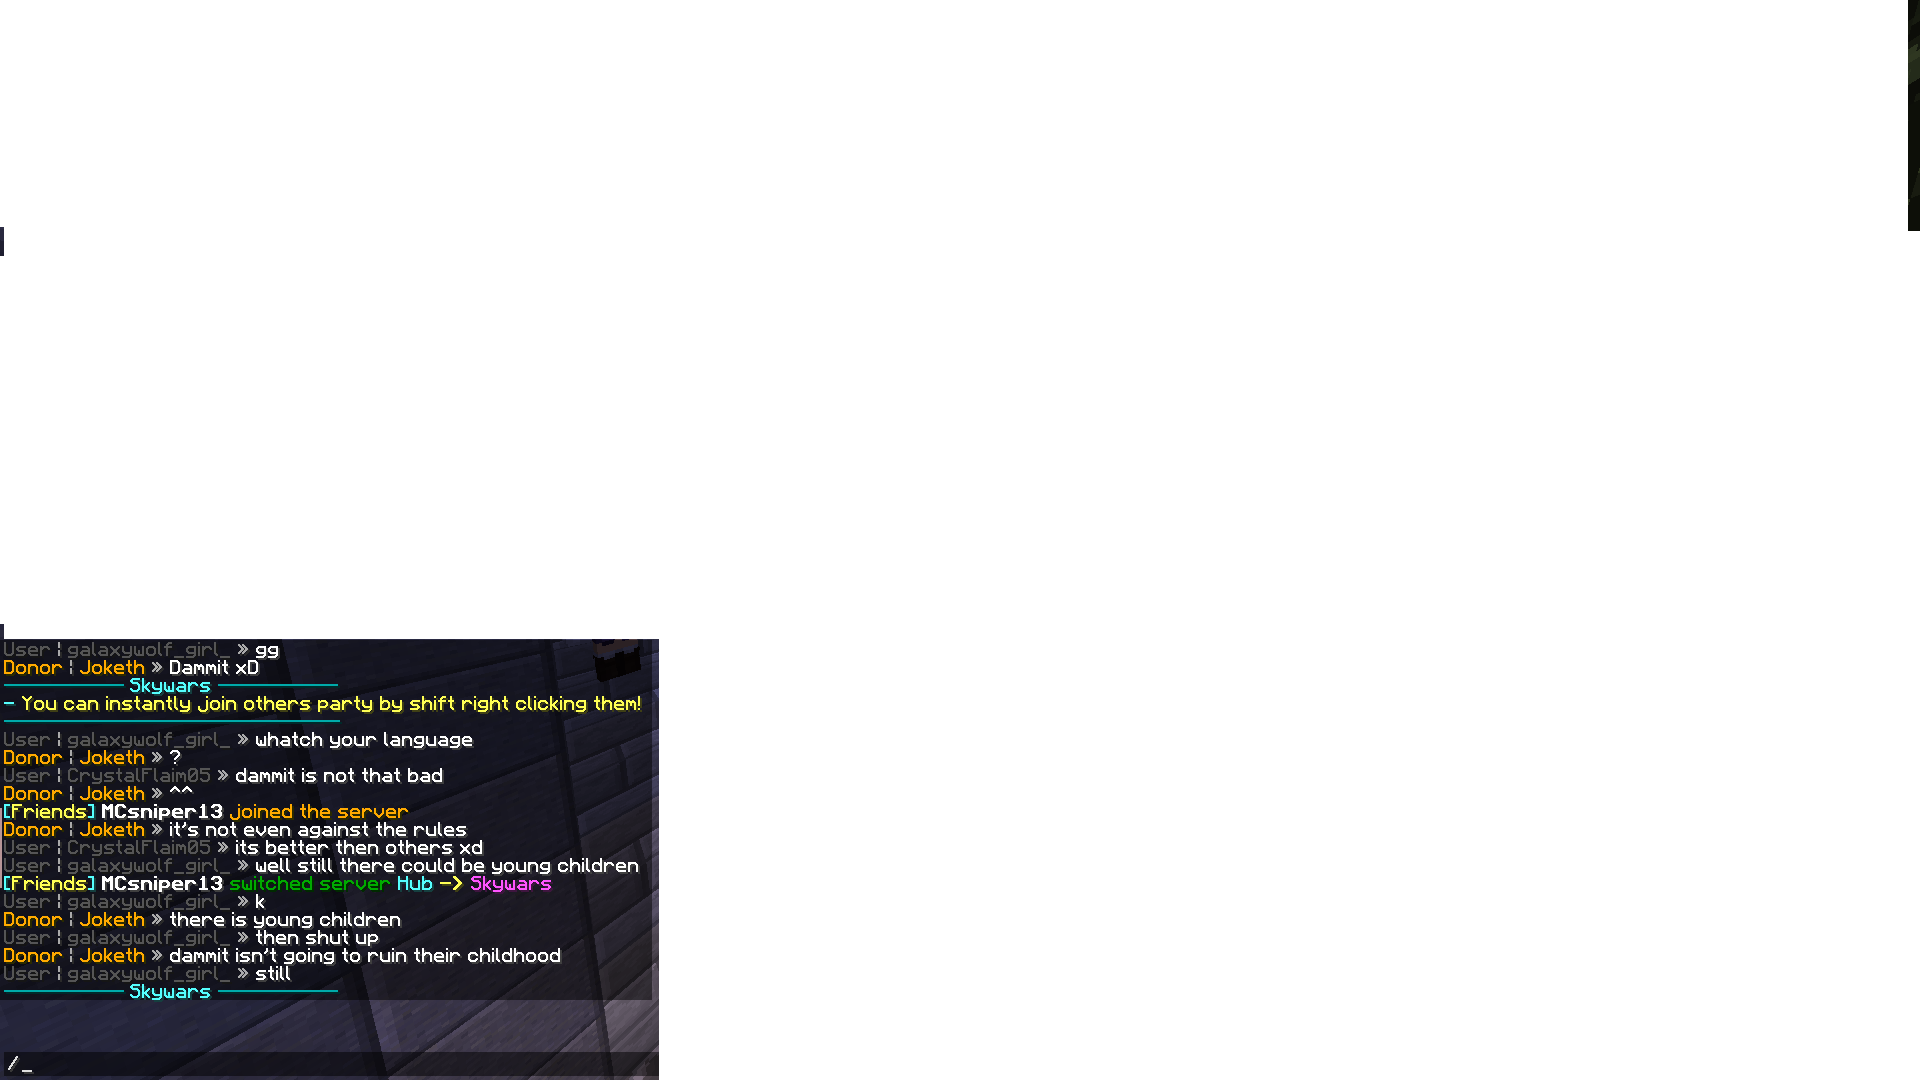 User ¦ galaxywolf_girl_ » gg
Donor ¦ Joketh » Dammit xD
Skywars
- You can instantly join others party by shift right clicking them!
User ¦ galaxywolf_girl_ » whatch your language
Donor ¦ Joketh » ?
User ¦ CrystalFlaim05 » dammit is not that bad
Donor ¦ Joketh » ^^
[Friends] MCsniper13 joined the server
Donor ¦ Joketh » it's not even against the rules
User ¦ CrystalFlaim05 » its better then others xd
User ¦ galaxywolf_girl_ » well still there could be young children
[Friends] MCsniper13 switched server Hub -> Skywars
User ¦ galaxywolf_girl_ » k
Donor ¦ Joketh » there is young children
User ¦ galaxywolf_girl_ » then shut up
Donor ¦ Joketh » dammit isn't going to ruin their childhood
User ¦ galaxywolf_girl_ » still
Skywars
/_